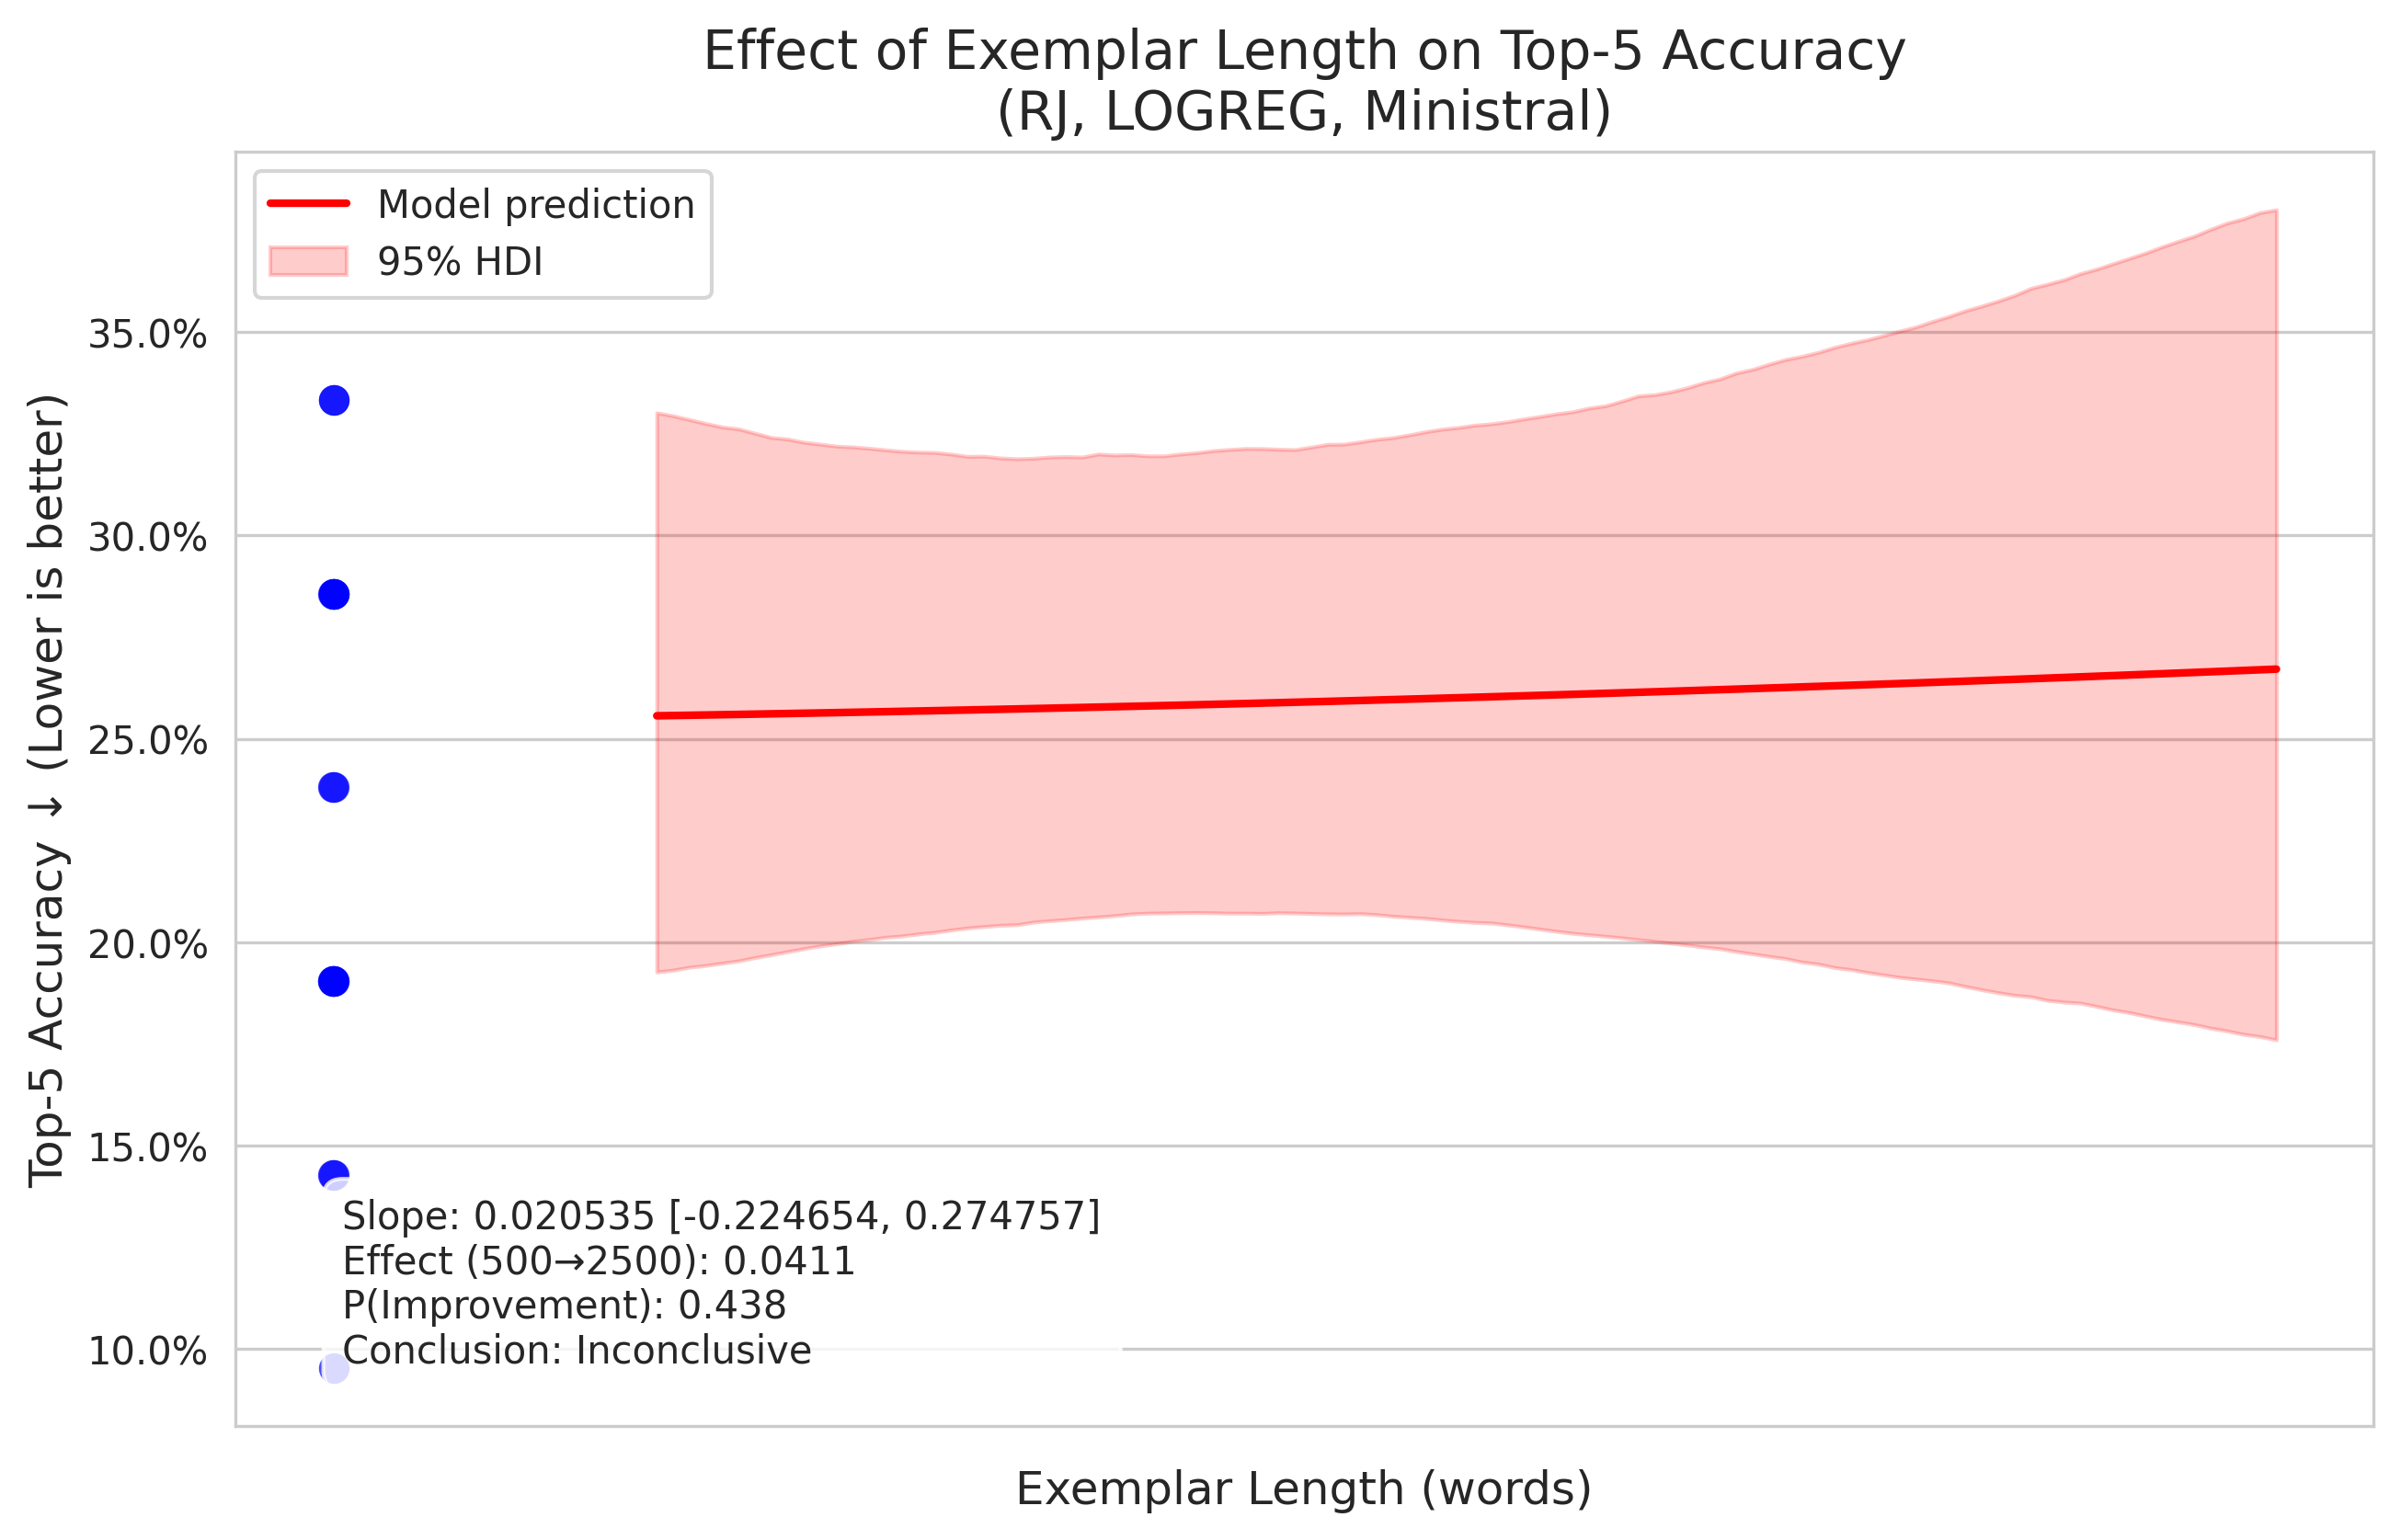 Effect of Exemplar Length on Top-5 Accuracy
(RJ, LOGREG, Ministral)
Model prediction
95% HDI
35.0%
30.0%
25.0%
20.0%
15.0%
10.0%
Top-5 Accuracy ↓ (Lower is better)
Slope: 0.020535 [-0.224654, 0.274757]
Effect (500→2500): 0.0411
P(Improvement): 0.438
Conclusion: Inconclusive
Exemplar Length (words)